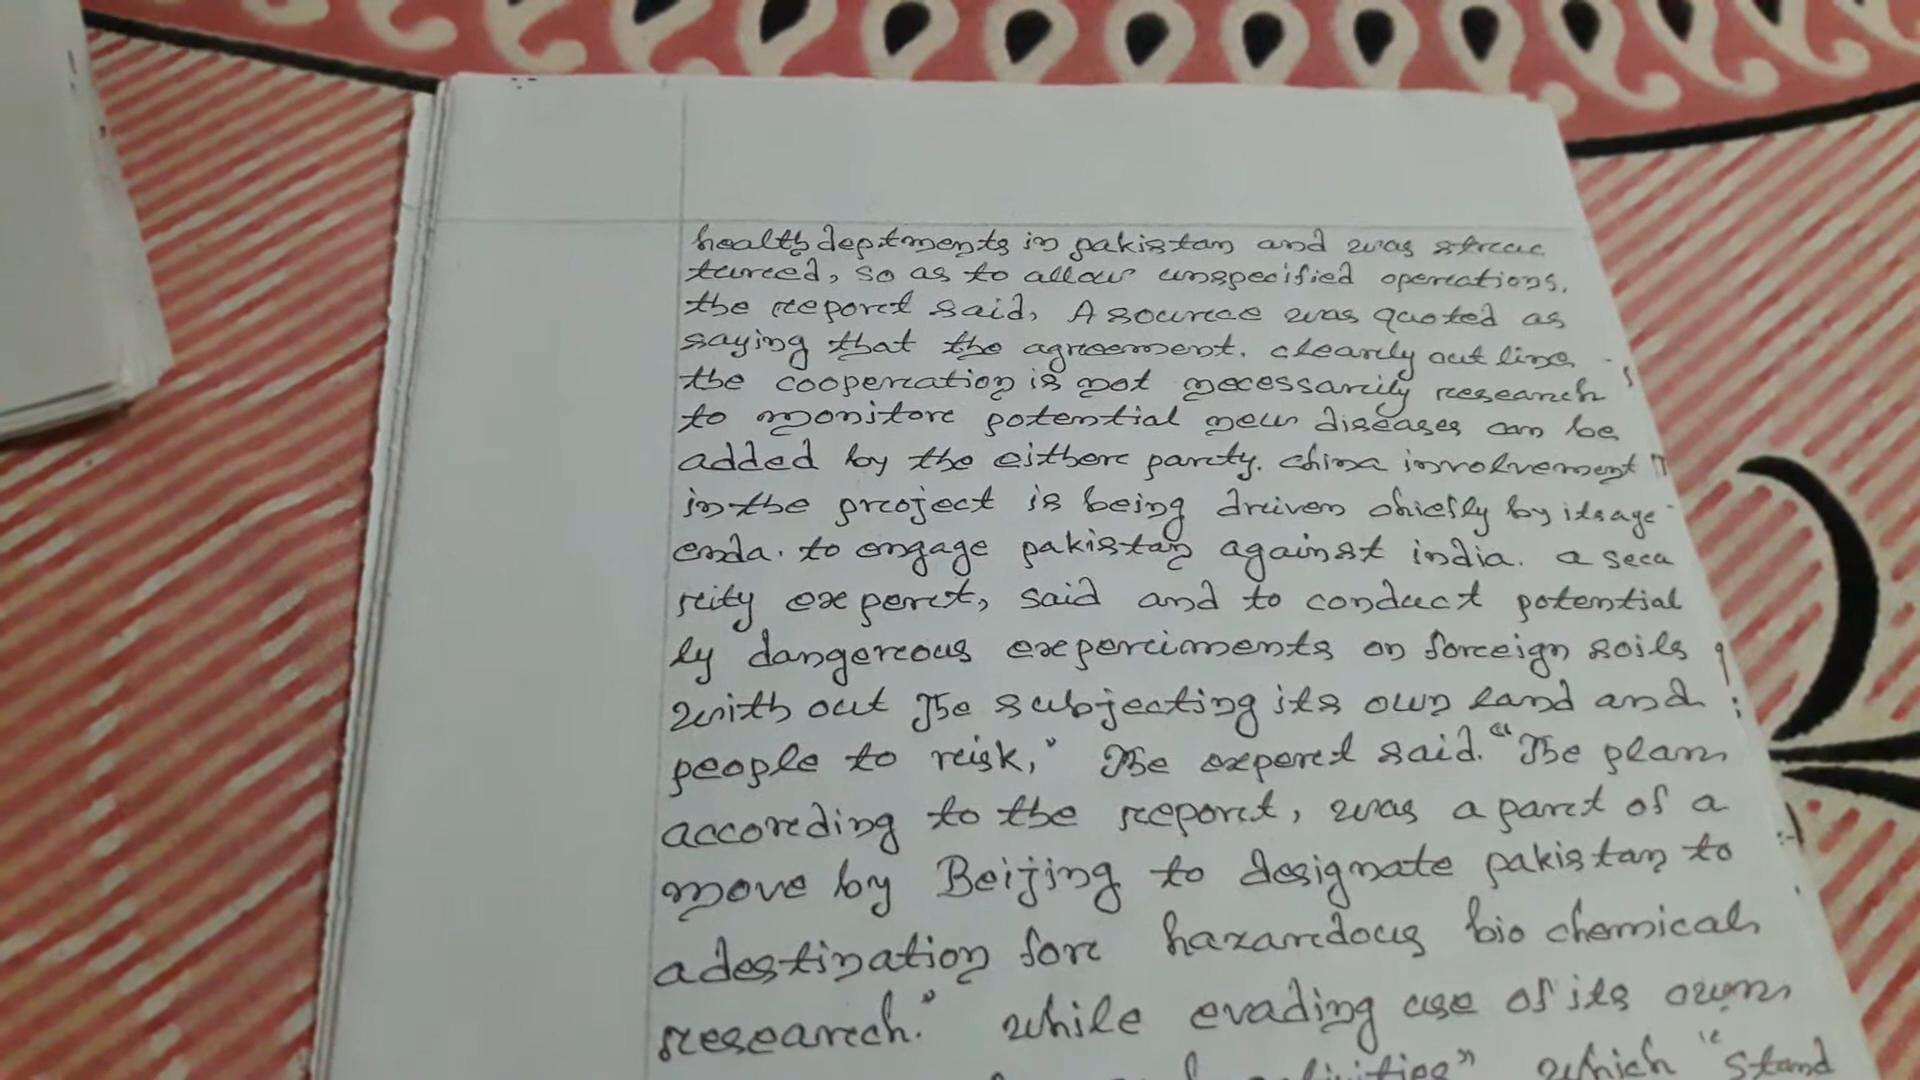 health deptments in pakistan and was struc
tured, so as to allow unspecified operations.
the report said, A source was quoted as
saying that the agreement. clearly out line
the cooperation is not necessarily research
to monitor potential new diseases can be
added by the either party. china involvement
in the project is being driven chiefly by its age
enda. to engage pakistan against india. a secu
rity expert, said and to conduct potential
ly dangerous experiments on foreign soils
with out The subjecting its own land and
people to risk," The expert said. "The plan
according to the report, was a part of a
move by Beijing to designate pakistan to
a destination for hazardous bio chemical
research." while evading use of its own
which "stand